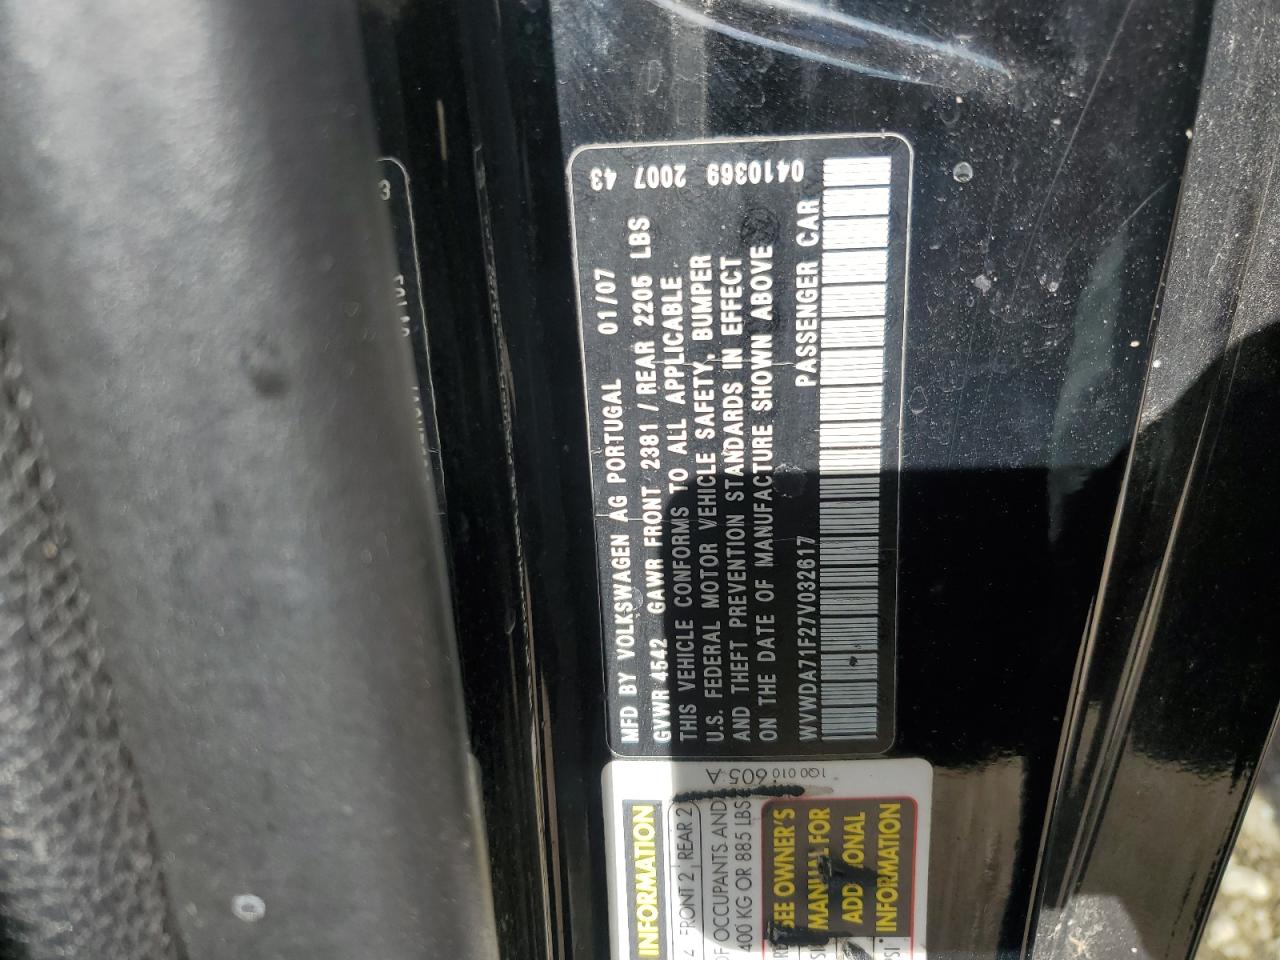 MFD BY VOLKSWAGEN AG PORTUGAL 01/07 2007 43
GVWR 4542 GAWR FRONT 2381 / REAR 2205 LBS
THIS VEHICLE CONFORMS TO ALL APPLICABLE
U.S. FEDERAL MOTOR VEHICLE SAFETY, BUMPER
AND THEFT PREVENTION STANDARDS IN EFFECT
ON THE DATE OF MANUFACTURE SHOWN ABOVE
0410369
WVWDA71F27V032617 PASSENGER CAR
1Q0 010 605 A
INFORMATION
FRONT 2 REAR 2
OF OCCUPANTS AND
400 KG OR 885 LBS
SEE OWNER'S
MANUAL FOR
INFORMATION